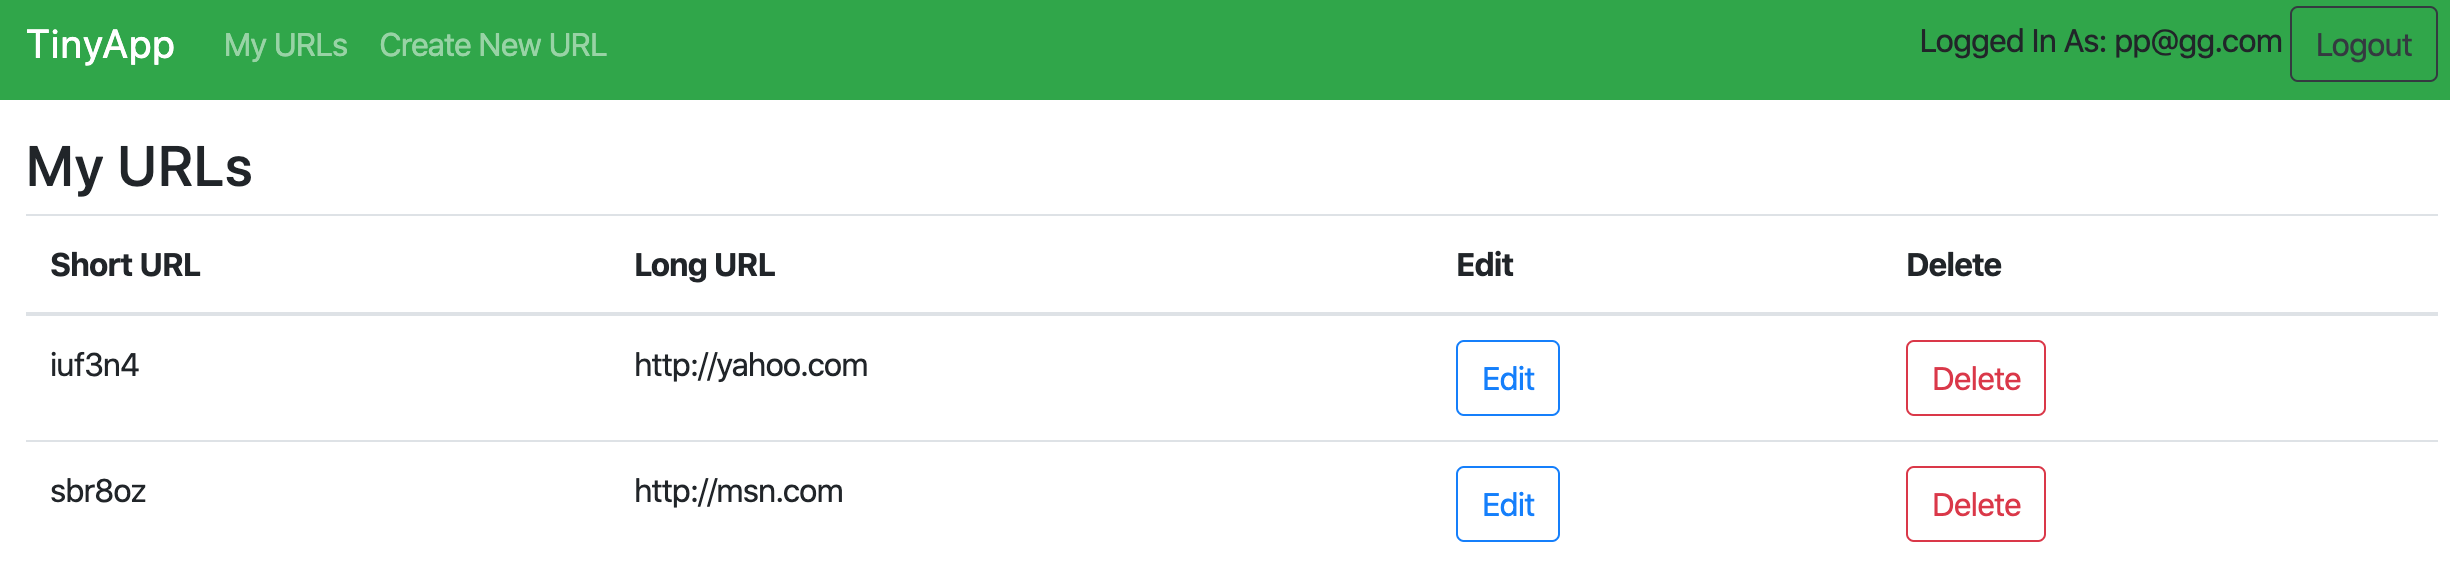 TinyApp My URLs Create New URL Logged In As: pp@gg.com Logout
My URLs
Short URL Long URL Edit Delete
iuf3n4 http://yahoo.com Edit Delete
sbr8oz http://msn.com Edit Delete